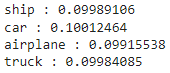 ship : 0.09989106
car : 0.10012464
airplane : 0.09915538
truck : 0.09984085